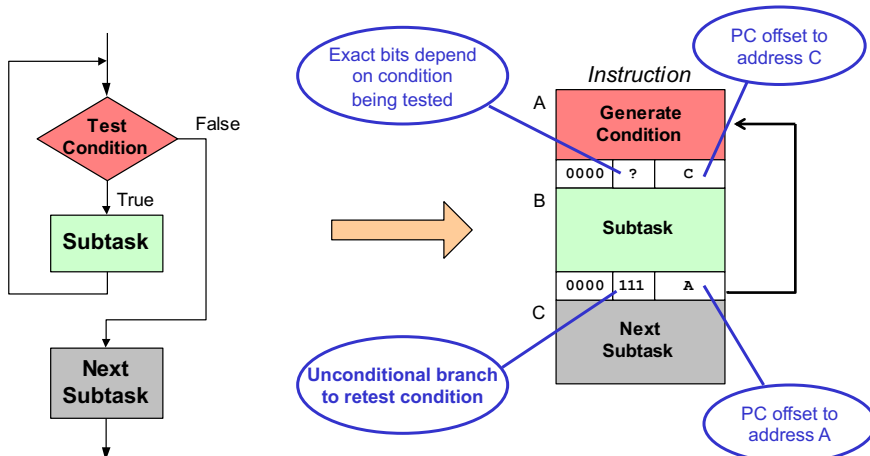 Test
Condition
False
True
Subtask
Next
Subtask
Exact bits depend
on condition
being tested
Instruction
PC offset to
address C
A
Generate
Condition
0000 ? C
B
Subtask
0000 111 A
C
Next
Subtask
Unconditional branch
to retest condition
PC offset to
address A